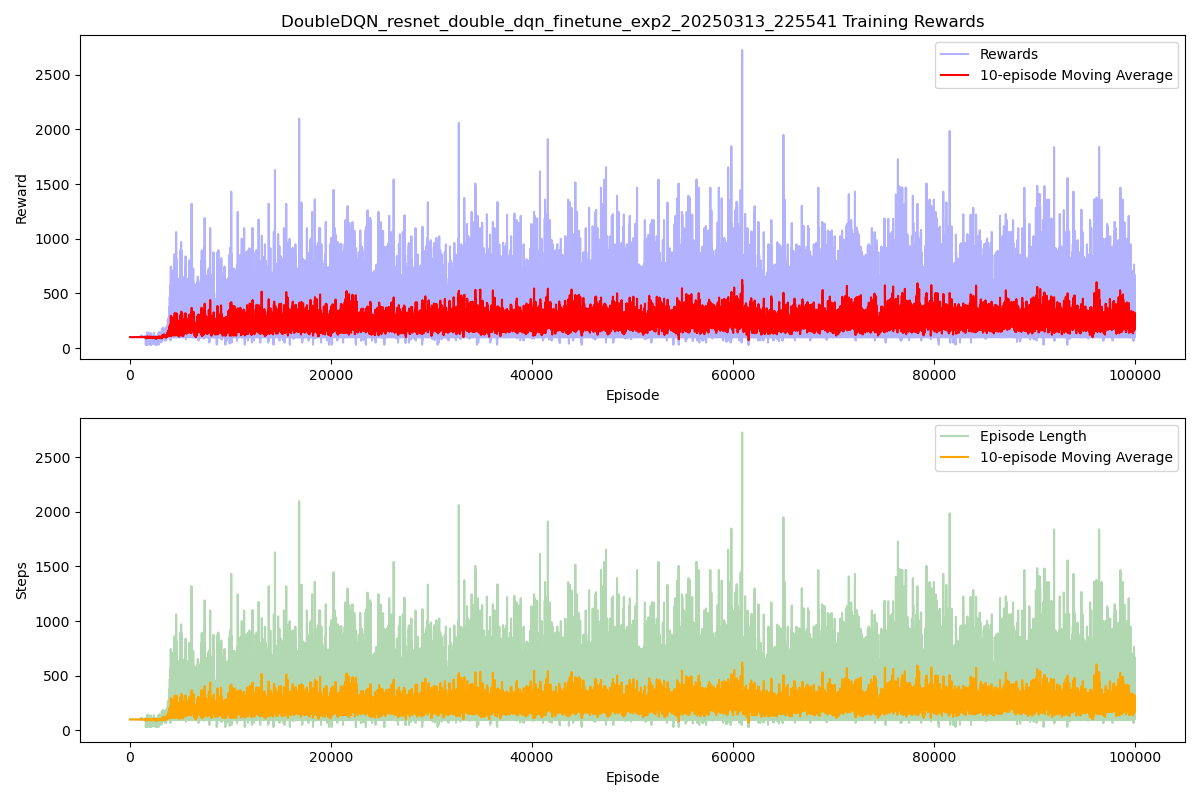 DoubleDQN_resnet_double_dqn_finetune_exp2_20250313_225541 Training Rewards
Rewards
10-episode Moving Average
2500
2000
1500
1000
500
0
Reward
0 20000 40000 60000 80000 100000
Episode
Episode Length
10-episode Moving Average
2500
2000
1500
1000
500
0
Steps
0 20000 40000 60000 80000 100000
Episode